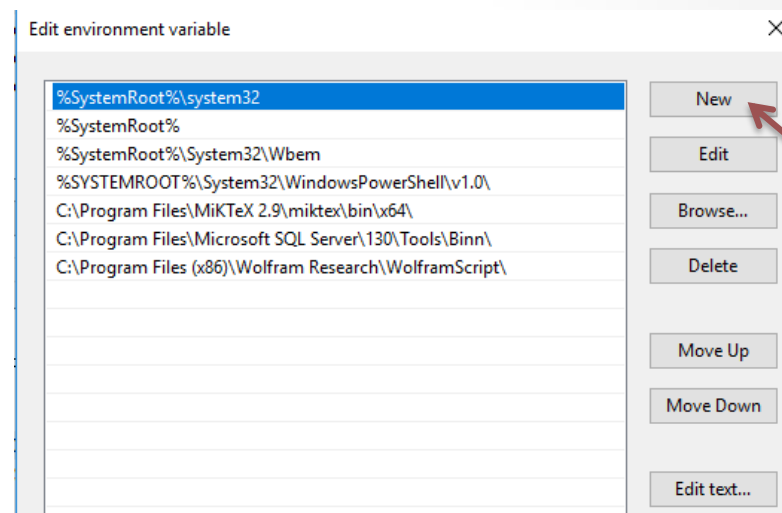 Edit environment variable
%SystemRoot%\system32
%SystemRoot%
%SystemRoot%\System32\Wbem
%SYSTEMROOT%\System32\WindowsPowerShell\v1.0\
C:\Program Files\MiKTeX 2.9\miktex\bin\x64\
C:\Program Files\Microsoft SQL Server\130\Tools\Binn\
C:\Program Files (x86)\Wolfram Research\WolframScript\
New
Edit
Browse...
Delete
Move Up
Move Down
Edit text...